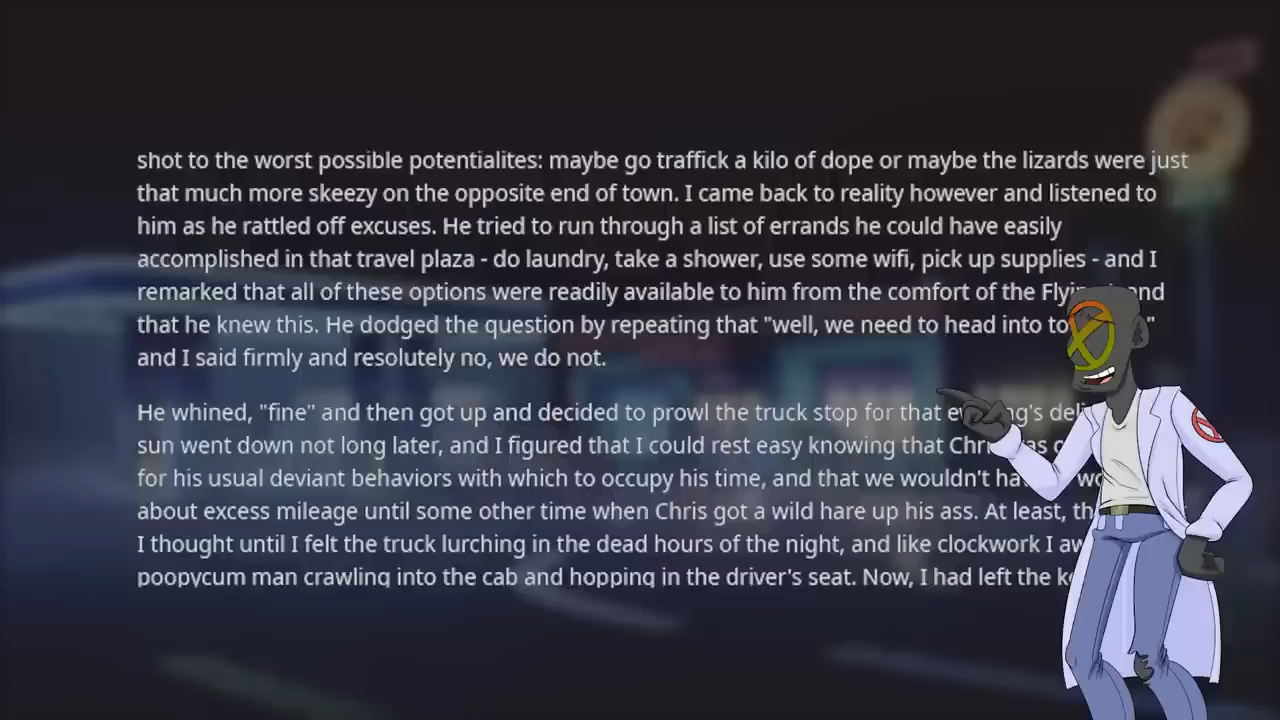 shot to the worst possible potentialites: maybe go traffick a kilo of dope or maybe the lizards were just
that much more skeezy on the opposite end of town. I came back to reality however and listened to
him as he rattled off excuses. He tried to run through a list of errands he could have easily
accomplished in that travel plaza - do laundry, take a shower, use some wifi, pick up supplies - and I
remarked that all of these options were readily available to him from the comfort of the and
that he knew this. He dodged the question by repeating that "well, we need to head into "
and I said firmly and resolutely no, we do not.
He whined, "fine" and then got up and decided to prowl the truck stop for that
sun went down not long later, and I figured that I could rest easy knowing that
for his usual deviant behaviors with which to occupy his time, and that we wouldn't
about excess mileage until some other time when Chris got a wild hare up his ass. At least,
I thought until I felt the truck lurching in the dead hours of the night, and like clockwork I
poopycum man crawling into the cab and hopping in the driver's seat. Now, I had left the